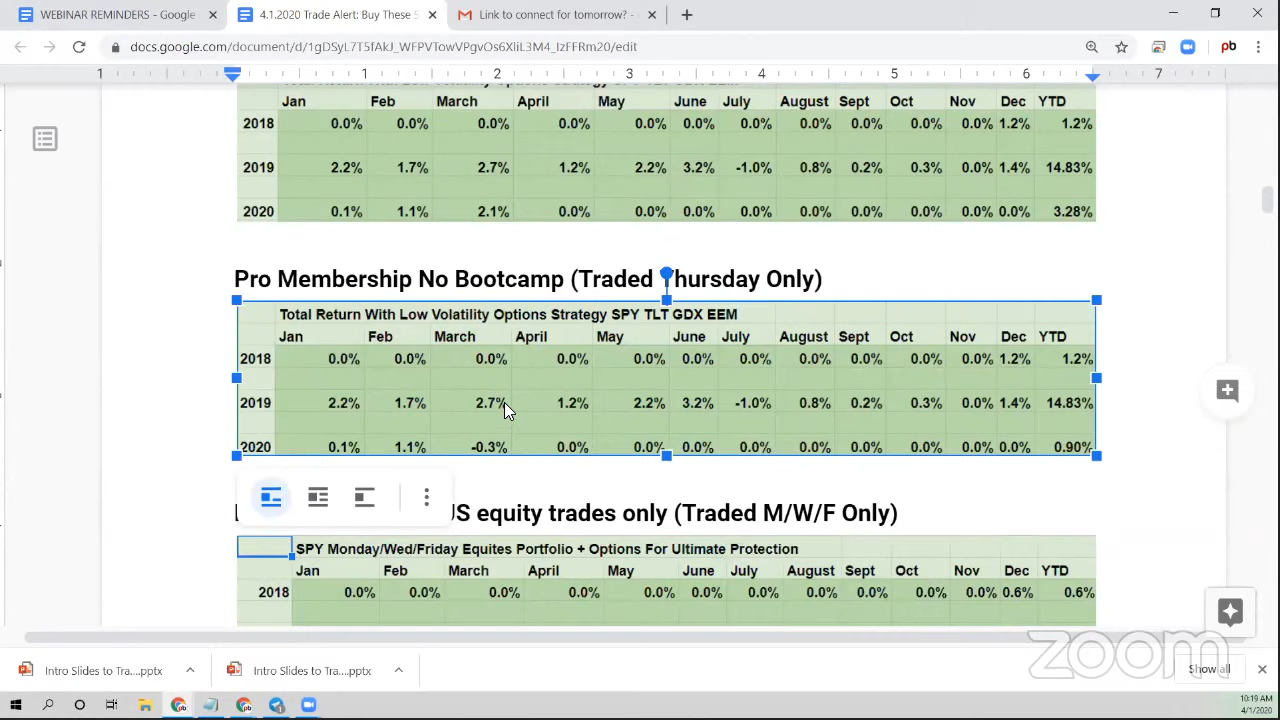 WEBINAR REMINDERS - Google
4.1.2020 Trade Alert: Buy These 5
Link to connect for tomorrow? -
docs.google.com/document/d/1gDSyL7T5fAkJ_WFPVTowVPgvOs6XliL3M4_IzFFRm20/edit
pb
1 1 2 3 4 5 6 7
Jan Feb March April May June July August Sept Oct Nov Dec YTD
2018 0.0% 0.0% 0.0% 0.0% 0.0% 0.0% 0.0% 0.0% 0.0% 0.0% 0.0% 1.2% 1.2%
2019 2.2% 1.7% 2.7% 1.2% 2.2% 3.2% -1.0% 0.8% 0.2% 0.3% 0.0% 1.4% 14.83%
2020 0.1% 1.1% 2.1% 0.0% 0.0% 0.0% 0.0% 0.0% 0.0% 0.0% 0.0% 0.0% 3.28%
Pro Membership No Bootcamp (Traded Thursday Only)
Total Return With Low Volatility Options Strategy SPY TLT GDX EEM
Jan Feb March April May June July August Sept Oct Nov Dec YTD
2018 0.0% 0.0% 0.0% 0.0% 0.0% 0.0% 0.0% 0.0% 0.0% 0.0% 0.0% 1.2% 1.2%
2019 2.2% 1.7% 2.7% 1.2% 2.2% 3.2% -1.0% 0.8% 0.2% 0.3% 0.0% 1.4% 14.83%
2020 0.1% 1.1% -0.3% 0.0% 0.0% 0.0% 0.0% 0.0% 0.0% 0.0% 0.0% 0.0% 0.90%
US equity trades only (Traded M/W/F Only)
SPY Monday/Wed/Friday Equites Portfolio + Options For Ultimate Protection
Jan Feb March April May June July August Sept Oct Nov Dec YTD
2018 0.0% 0.0% 0.0% 0.0% 0.0% 0.0% 0.0% 0.0% 0.0% 0.0% 0.0% 0.6% 0.6%
zoom
Intro Slides to Tra....pptx
Intro Slides to Tra....pptx
Show all
10:19 AM
4/1/2020